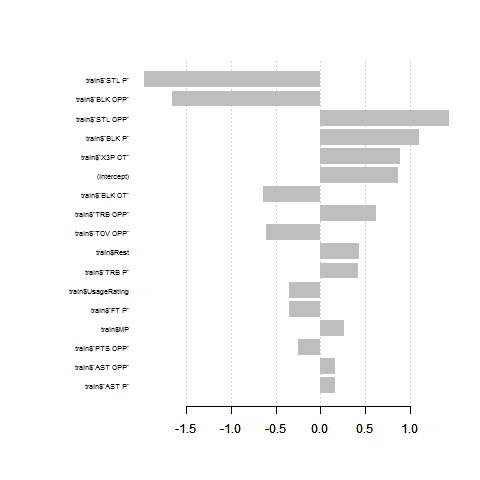 train$`STL P`
train$`BLK OPP`
train$`STL OPP`
train$`BLK P`
train$`X3P OT`
(Intercept)
train$`BLK OT`
train$`TRB OPP`
train$`TOV OPP`
train$Rest
train$`TRB P`
train$UsageRating
train$`FT P`
train$MP
train$`PTS OPP`
train$`AST OPP`
train$`AST P`
-1.5 -1.0 -0.5 0.0 0.5 1.0